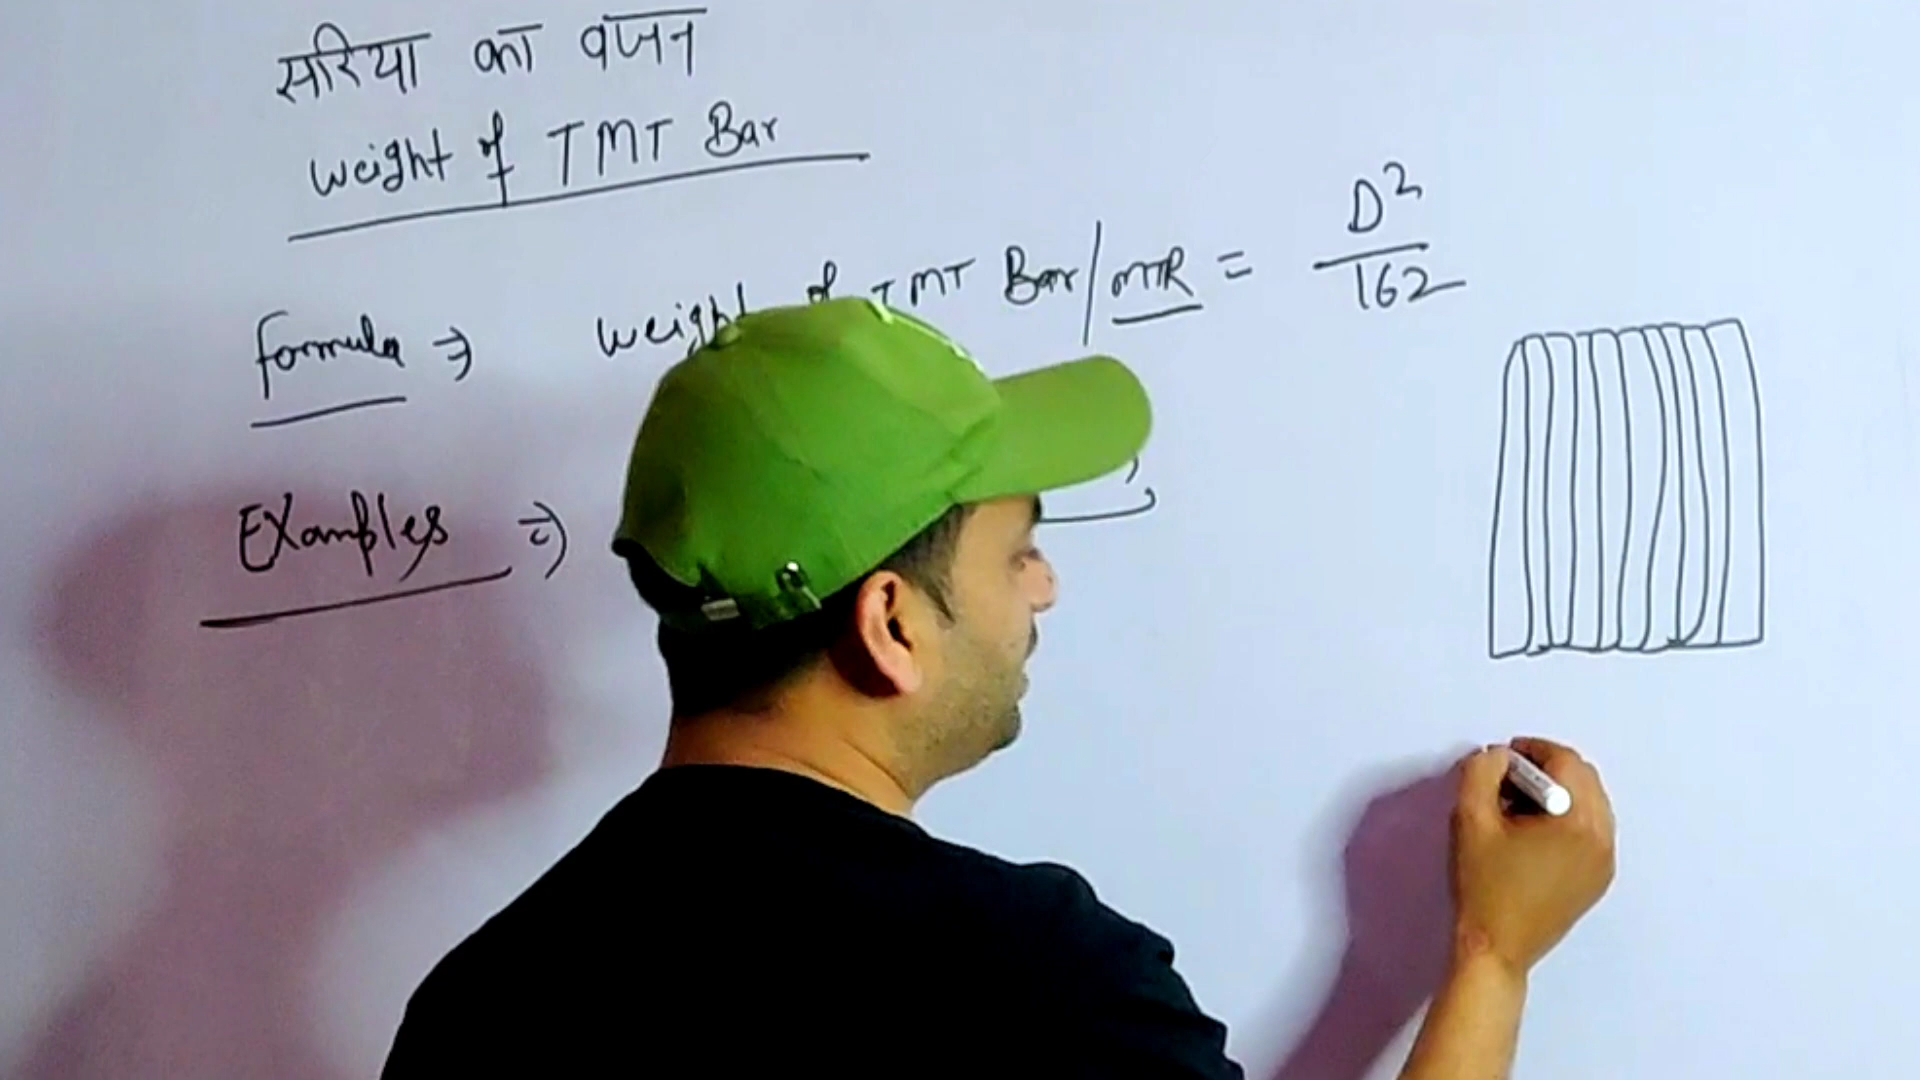 सरिया का वजन
Weight of TMT Bar
Formula → Weight of TMT Bar/MTR = D²/162
Examples ⇒